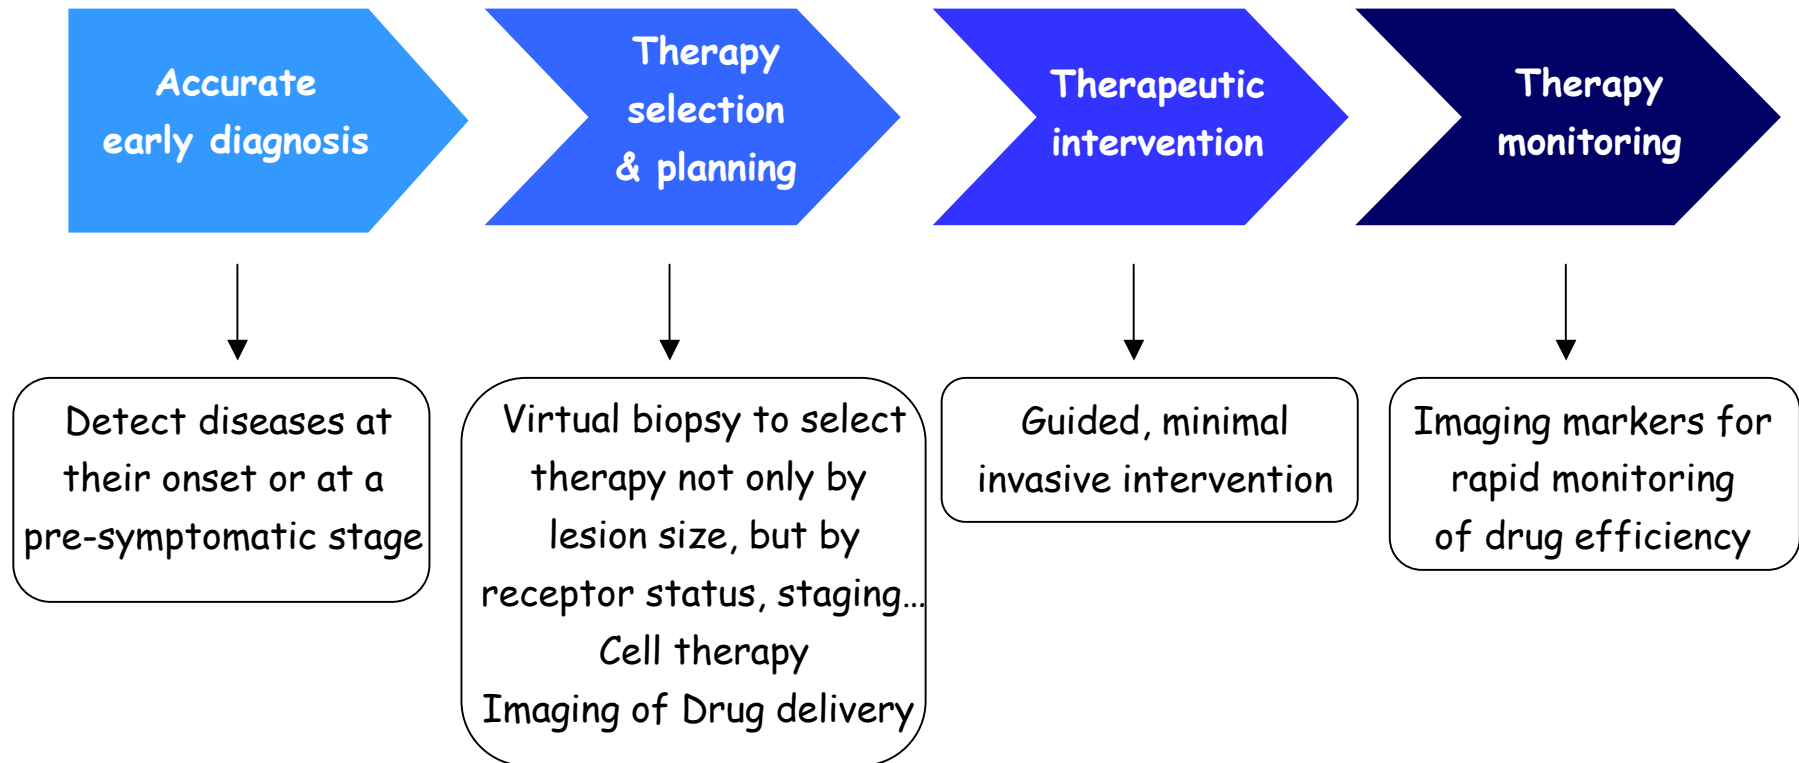 Accurate
early diagnosis
Therapy
selection
& planning
Therapeutic
intervention
Therapy
monitoring
Detect diseases at
their onset or at a
pre-symptomatic stage
Virtual biopsy to select
therapy not only by
lesion size, but by
receptor status, staging...
Cell therapy
Imaging of Drug delivery
Guided, minimal
invasive intervention
Imaging markers for
rapid monitoring
of drug efficiency